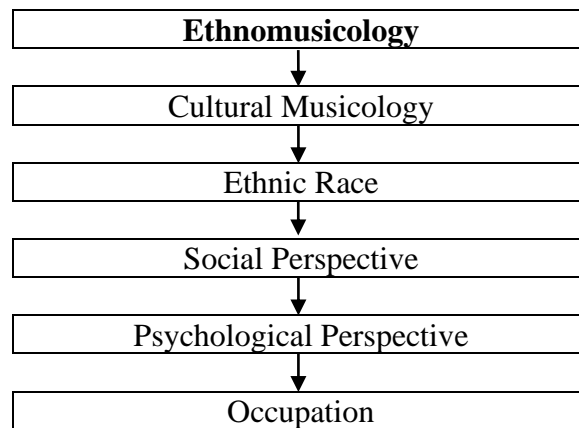 Ethnomusicology
Cultural Musicology
Ethnic Race
Social Perspective
Psychological Perspective
Occupation